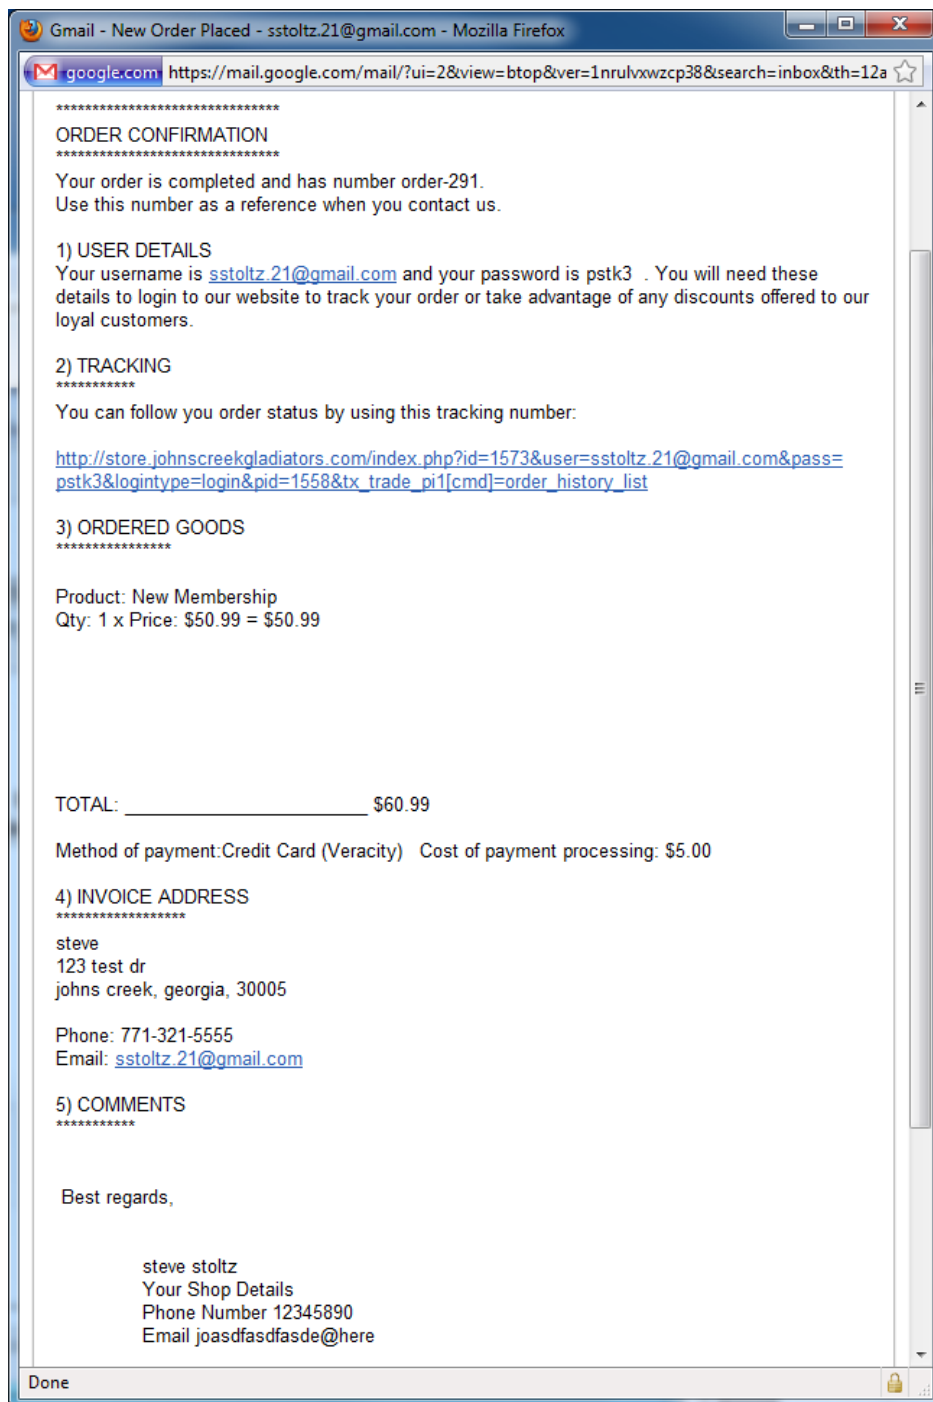 Gmail - New Order Placed - sstoltz.21@gmail.com - Mozilla Firefox
google.com https://mail.google.com/mail/?ui=2&view=btop&ver=1nrulvxwzcp38&search=inbox&th=12a
*******************************
ORDER CONFIRMATION
*******************************
Your order is completed and has number order-291.
Use this number as a reference when you contact us.
1) USER DETAILS
Your username is sstoltz.21@gmail.com and your password is pstk3 . You will need these
details to login to our website to track your order or take advantage of any discounts offered to our
loyal customers.
2) TRACKING
***********
You can follow you order status by using this tracking number:
http://store.johnscreekgladiators.com/index.php?id=1573&user=sstoltz.21@gmail.com&pass=
pstk3&logintype=login&pid=1558&tx_trade_pi1[cmd]=order_history_list
3) ORDERED GOODS
****************
Product: New Membership
Qty: 1 x Price: $50.99 = $50.99
TOTAL: ______________________ $60.99
Method of payment:Credit Card (Veracity) Cost of payment processing: $5.00
4) INVOICE ADDRESS
******************
steve
123 test dr
johns creek, georgia, 30005
Phone: 771-321-5555
Email: sstoltz.21@gmail.com
5) COMMENTS
***********
Best regards,
steve stoltz
Your Shop Details
Phone Number 12345890
Email joasdfasdfasde@here
Done